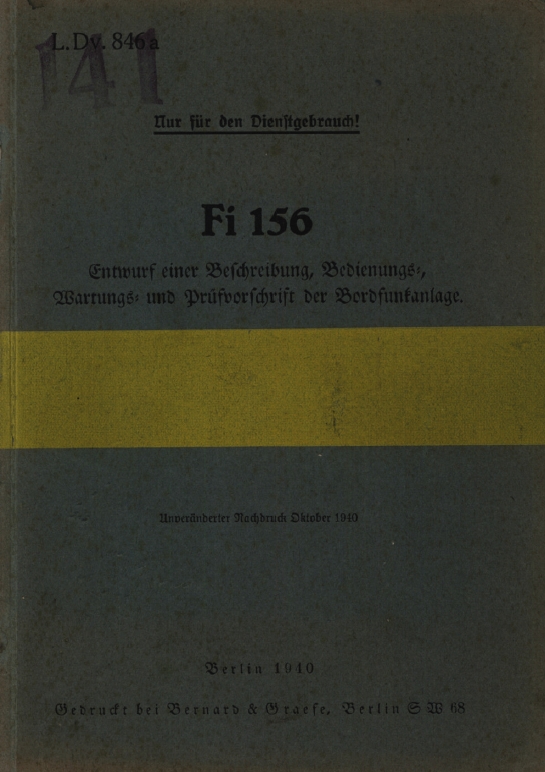 L.Dv. 846a
141
Nur für den Dienstgebrauch!
Fi 156
Entwurf einer Beschreibung, Bedienungs-,
Wartungs- und Prüfvorschrift der Bordfunkanlage.
Unveränderter Nachdruck Oktober 1940
Berlin 1940
Gedruckt bei Bernard & Graefe, Berlin SW 68